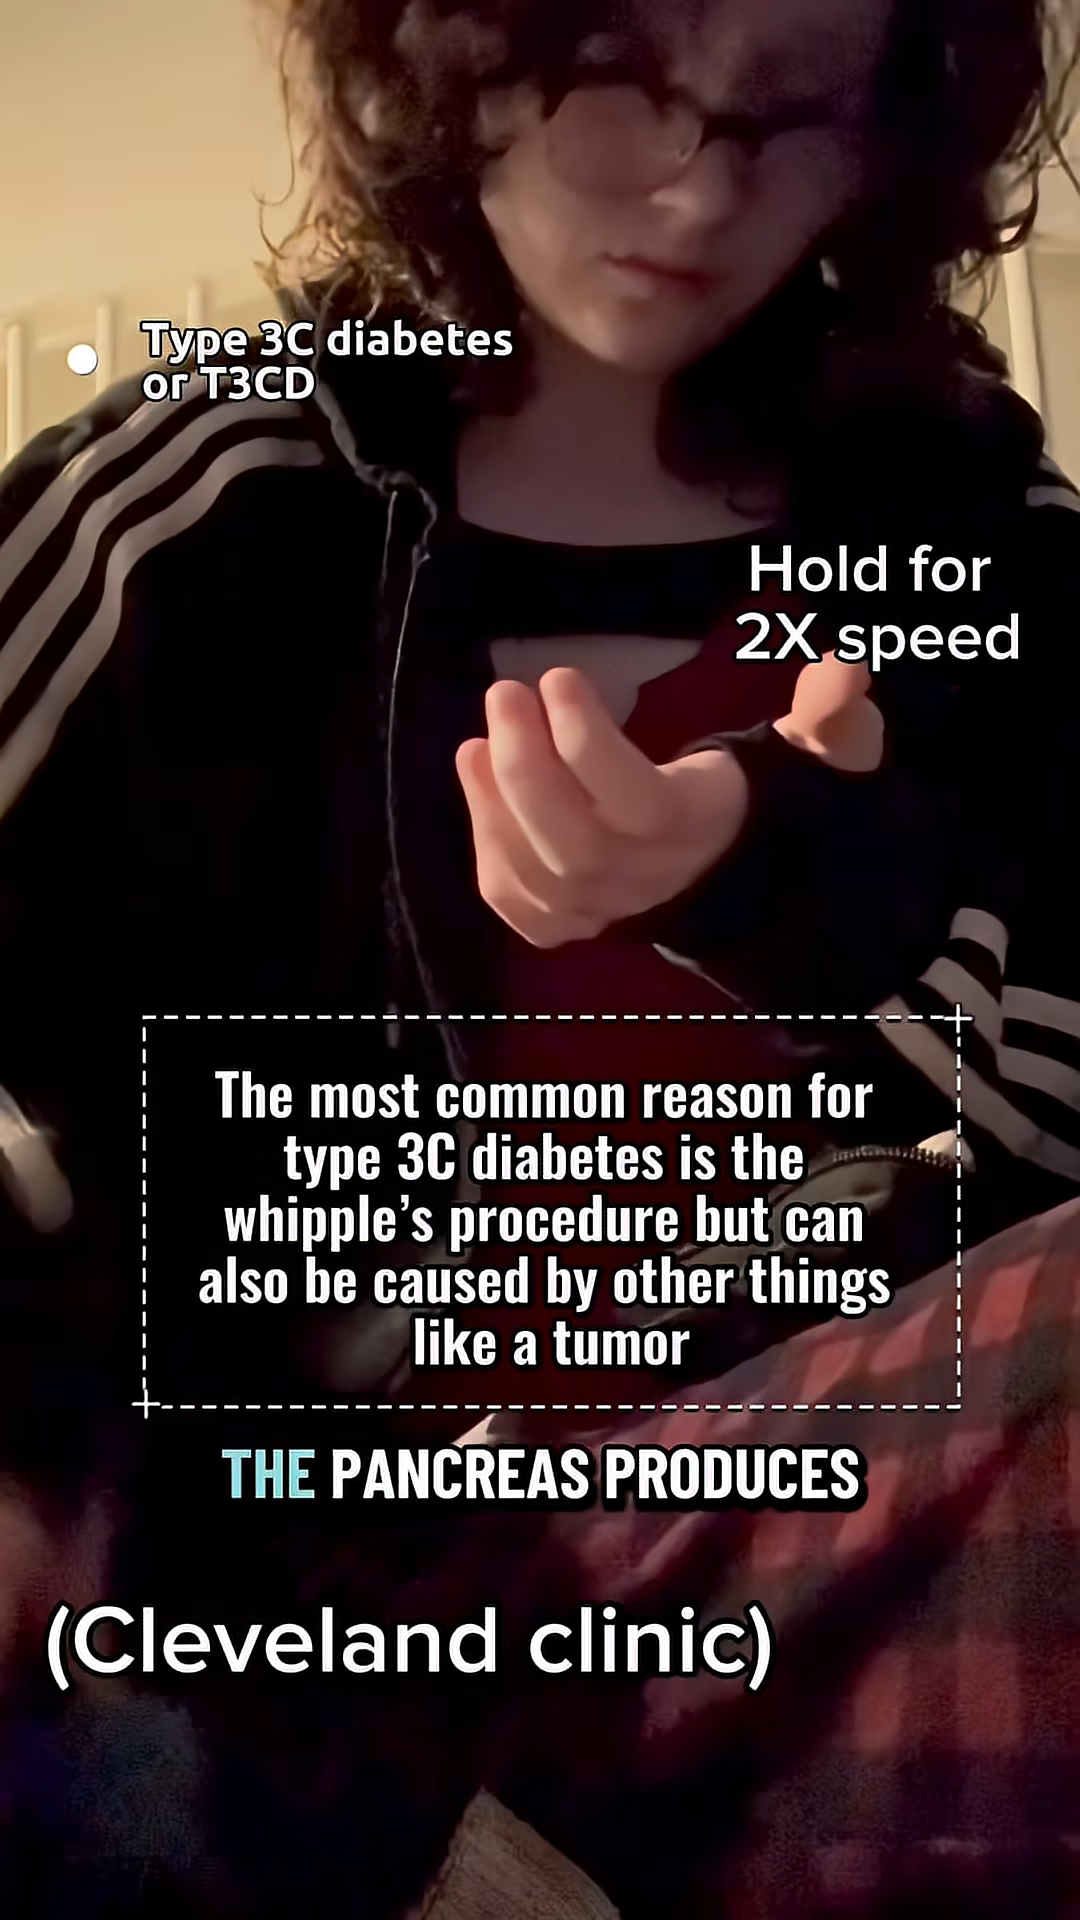 Type 3C diabetes
or T3CD
Hold for
2X speed
The most common reason for
type 3C diabetes is the
whipple’s procedure but can
also be caused by other things
like a tumor
THE PANCREAS PRODUCES
(Cleveland clinic)